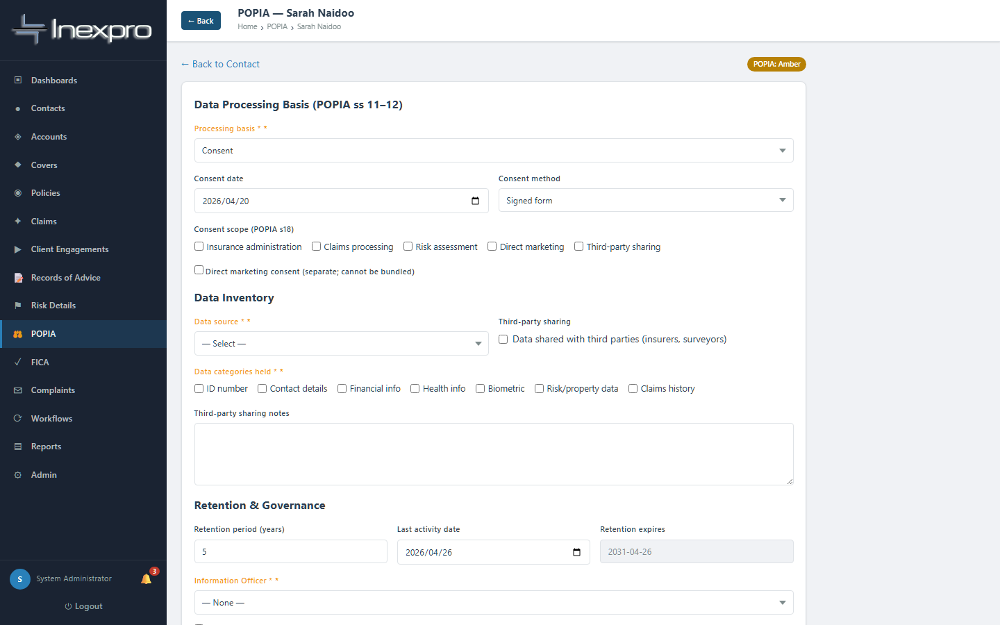 Inexpro
← Back
POPIA — Sarah Naidoo
Home › POPIA › Sarah Naidoo
Dashboards
Contacts
Accounts
Covers
Policies
Claims
Client Engagements
Records of Advice
Risk Details
POPIA
FICA
Complaints
Workflows
Reports
Admin
S System Administrator 3
Logout
← Back to Contact
POPIA: Amber
Data Processing Basis (POPIA ss 11–12)
Processing basis * *
Consent
Consent date
Consent method
2026/04/20
Signed form
Consent scope (POPIA s18)
Insurance administration Claims processing Risk assessment Direct marketing Third-party sharing
Direct marketing consent (separate; cannot be bundled)
Data Inventory
Data source * *
Third-party sharing
— Select —
Data shared with third parties (insurers, surveyors)
Data categories held * *
ID number Contact details Financial info Health info Biometric Risk/property data Claims history
Third-party sharing notes
Retention & Governance
Retention period (years)
Last activity date
Retention expires
5
2026/04/26
2031-04-26
Information Officer * *
— None —